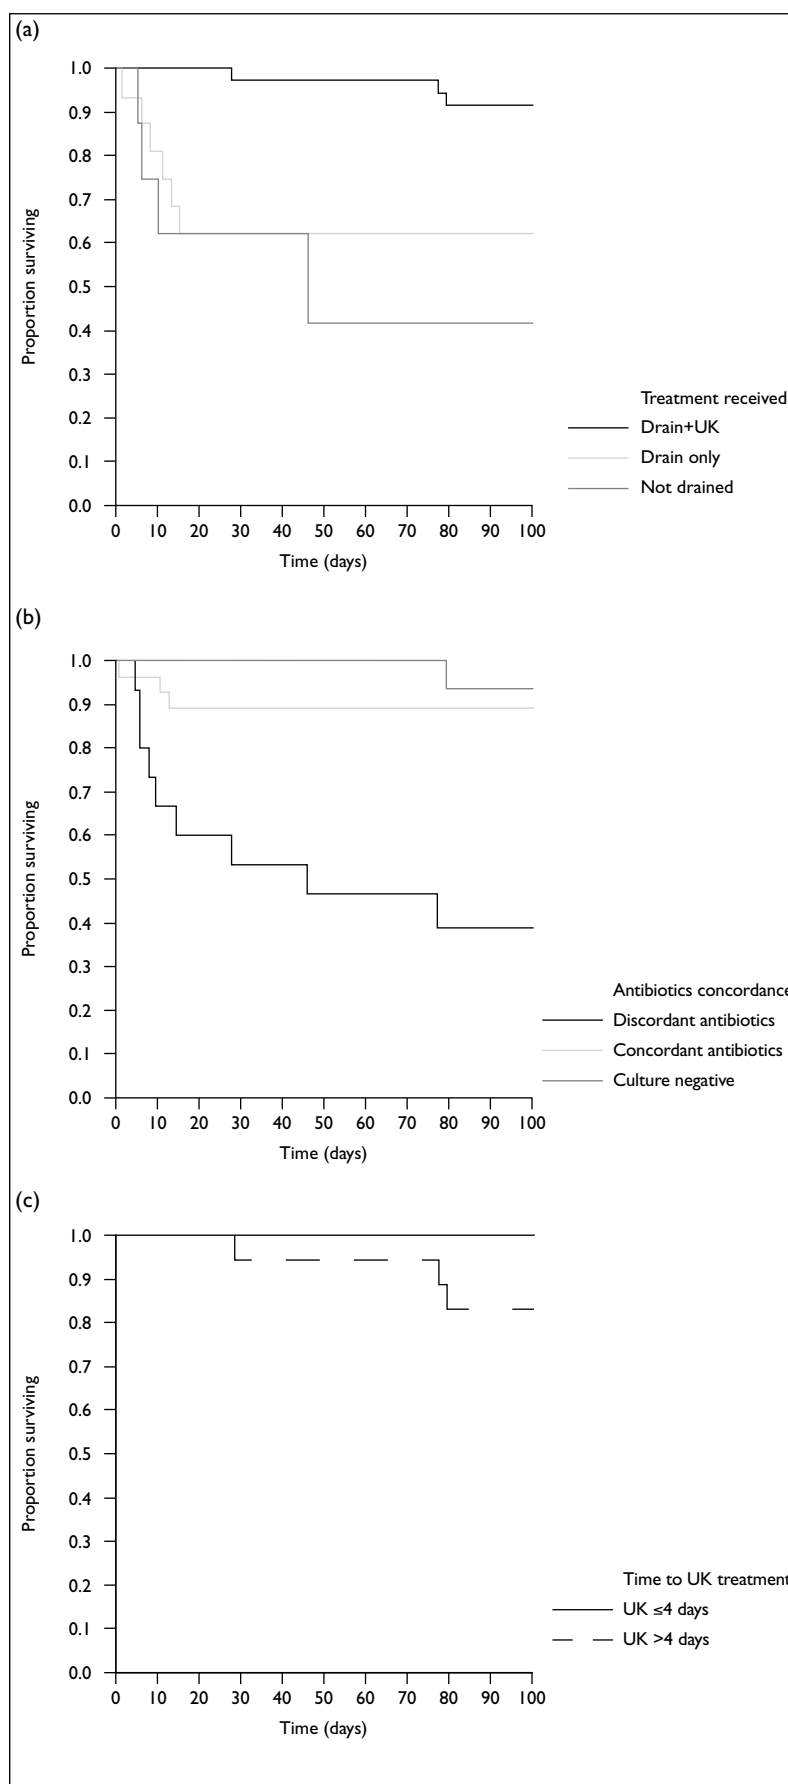 (a)
1.0
0.9
0.8
0.7
0.6
0.5
0.4
0.3
0.2
0.1
0.0
Proportion surviving
0 10 20 30 40 50 60 70 80 90 100
Time (days)
Treatment received
Drain+UK
Drain only
Not drained
(b)
1.0
0.9
0.8
0.7
0.6
0.5
0.4
0.3
0.2
0.1
0.0
Proportion surviving
0 10 20 30 40 50 60 70 80 90 100
Time (days)
Antibiotics concordance
Discordant antibiotics
Concordant antibiotics
Culture negative
(c)
1.0
0.9
0.8
0.7
0.6
0.5
0.4
0.3
0.2
0.1
0.0
Proportion surviving
0 10 20 30 40 50 60 70 80 90 100
Time (days)
Time to UK treatment
UK ≤4 days
UK >4 days